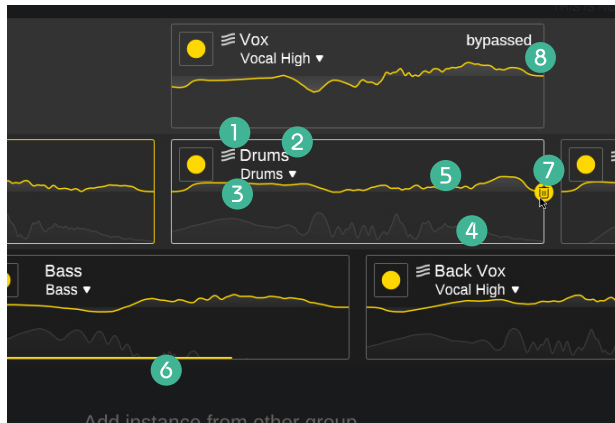 Vox
bypassed
Vocal High ▼
8
1
2
Drums
Drums ▼
3
5
7
4
Bass
Bass ▼
Back Vox
Vocal High ▼
6
Add instance from other group